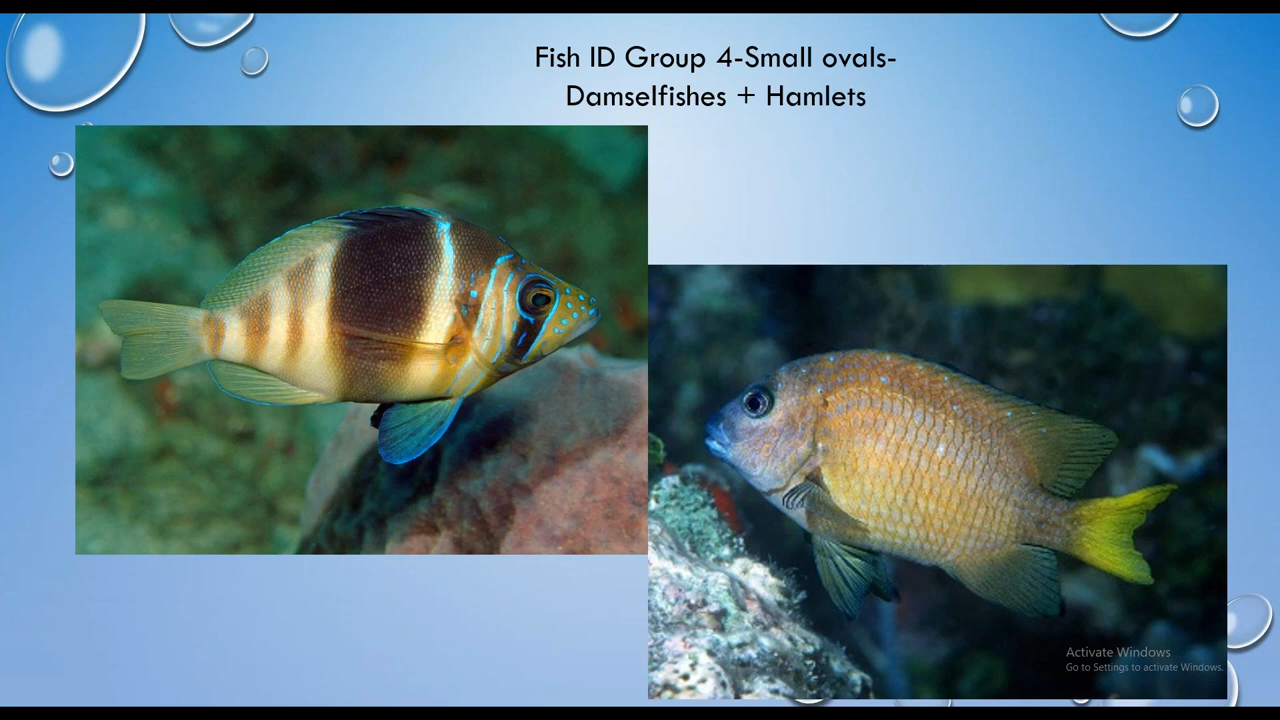 Fish ID Group 4-Small ovals-
Damselfishes + Hamlets
Activate Windows
Go to Settings to activate Windows.